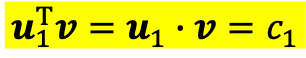 𝒖₁ᵀ𝒗 = 𝒖₁ · 𝒗 = 𝑐₁